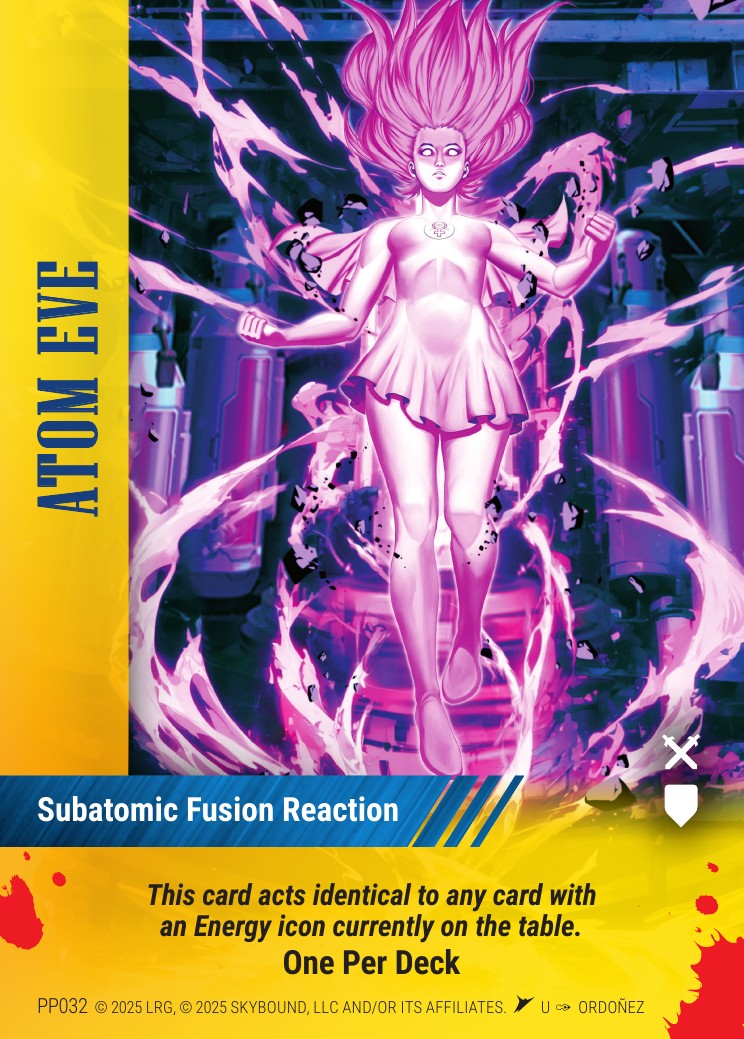 ATOM EVE
Subatomic Fusion Reaction
This card acts identical to any card with
an Energy icon currently on the table.
One Per Deck
PP032 © 2025 LRG, © 2025 SKYBOUND, LLC AND/OR ITS AFFILIATES. U ORDOÑEZ